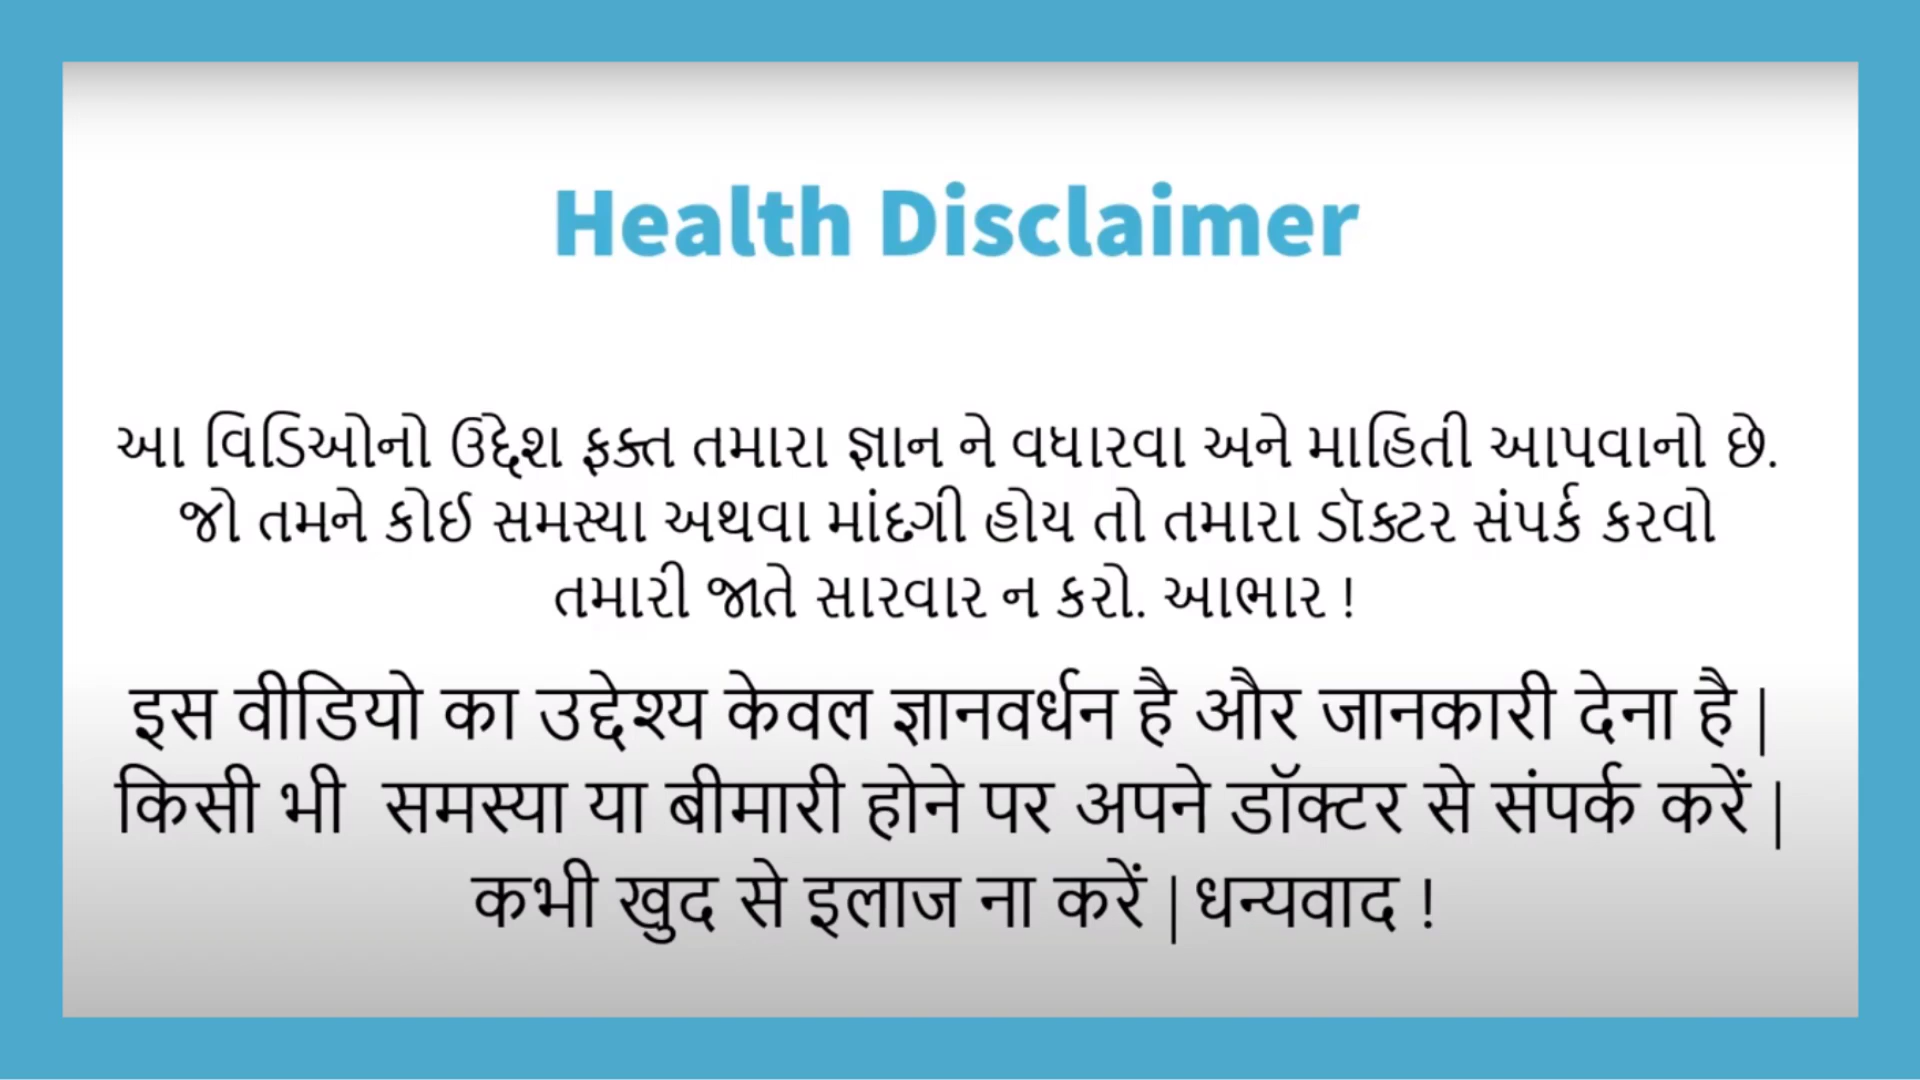 Health Disclaimer
આ વિડિઓનો ઉદ્દેશ ફક્ત તમારા જ્ઞાન ને વધારવા અને માહિતી આપવાનો છે.
જો તમને કોઈ સમસ્યા અથવા માંદગી હોય તો તમારા ડૉક્ટર સંપર્ક કરવો
તમારી જાતે સારવાર ન કરો. આભાર !
इस वीडियो का उद्देश्य केवल ज्ञानवर्धन है और जानकारी देना है |
किसी भी  समस्या या बीमारी होने पर अपने डॉक्टर से संपर्क करें |
कभी खुद से इलाज ना करें | धन्यवाद !